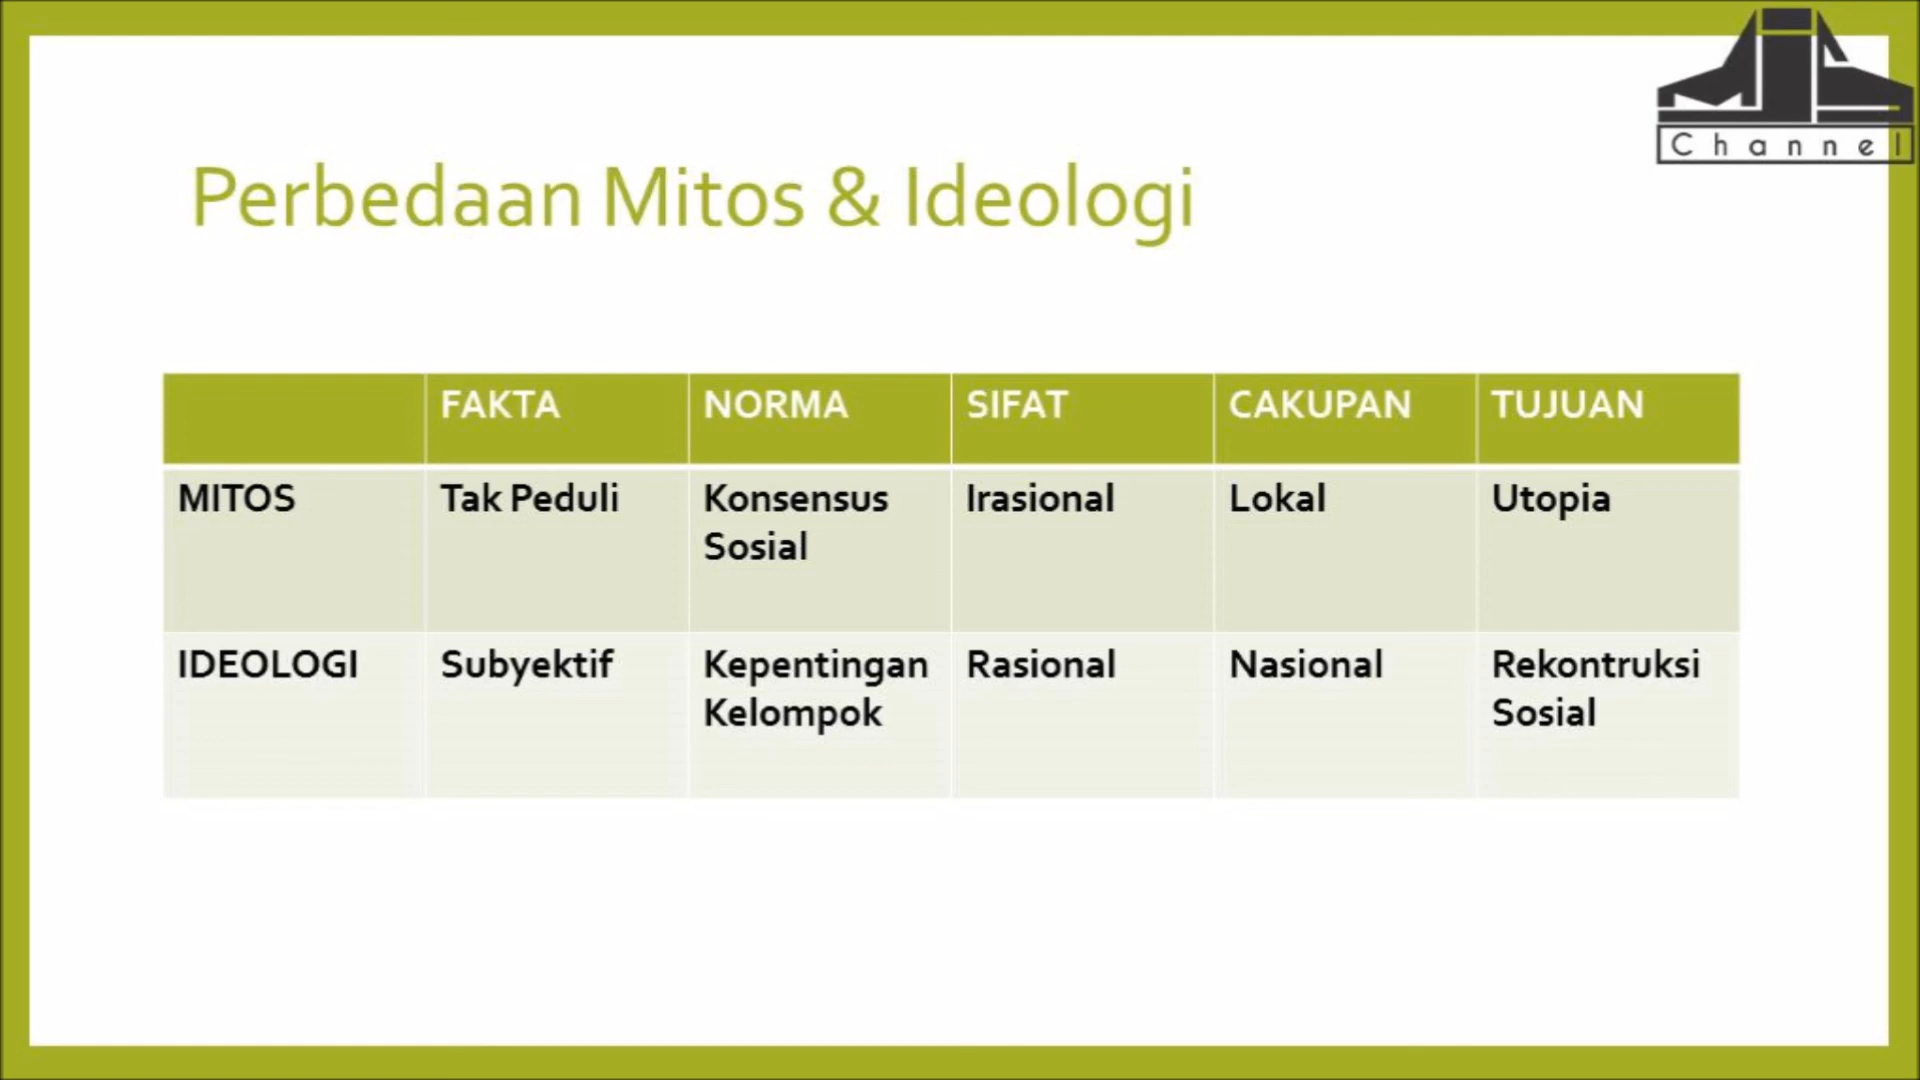 Channel
Perbedaan Mitos & Ideologi
FAKTA NORMA SIFAT CAKUPAN TUJUAN
MITOS Tak Peduli Konsensus Sosial Irasional Lokal Utopia
IDEOLOGI Subyektif Kepentingan Kelompok Rasional Nasional Rekontruksi Sosial